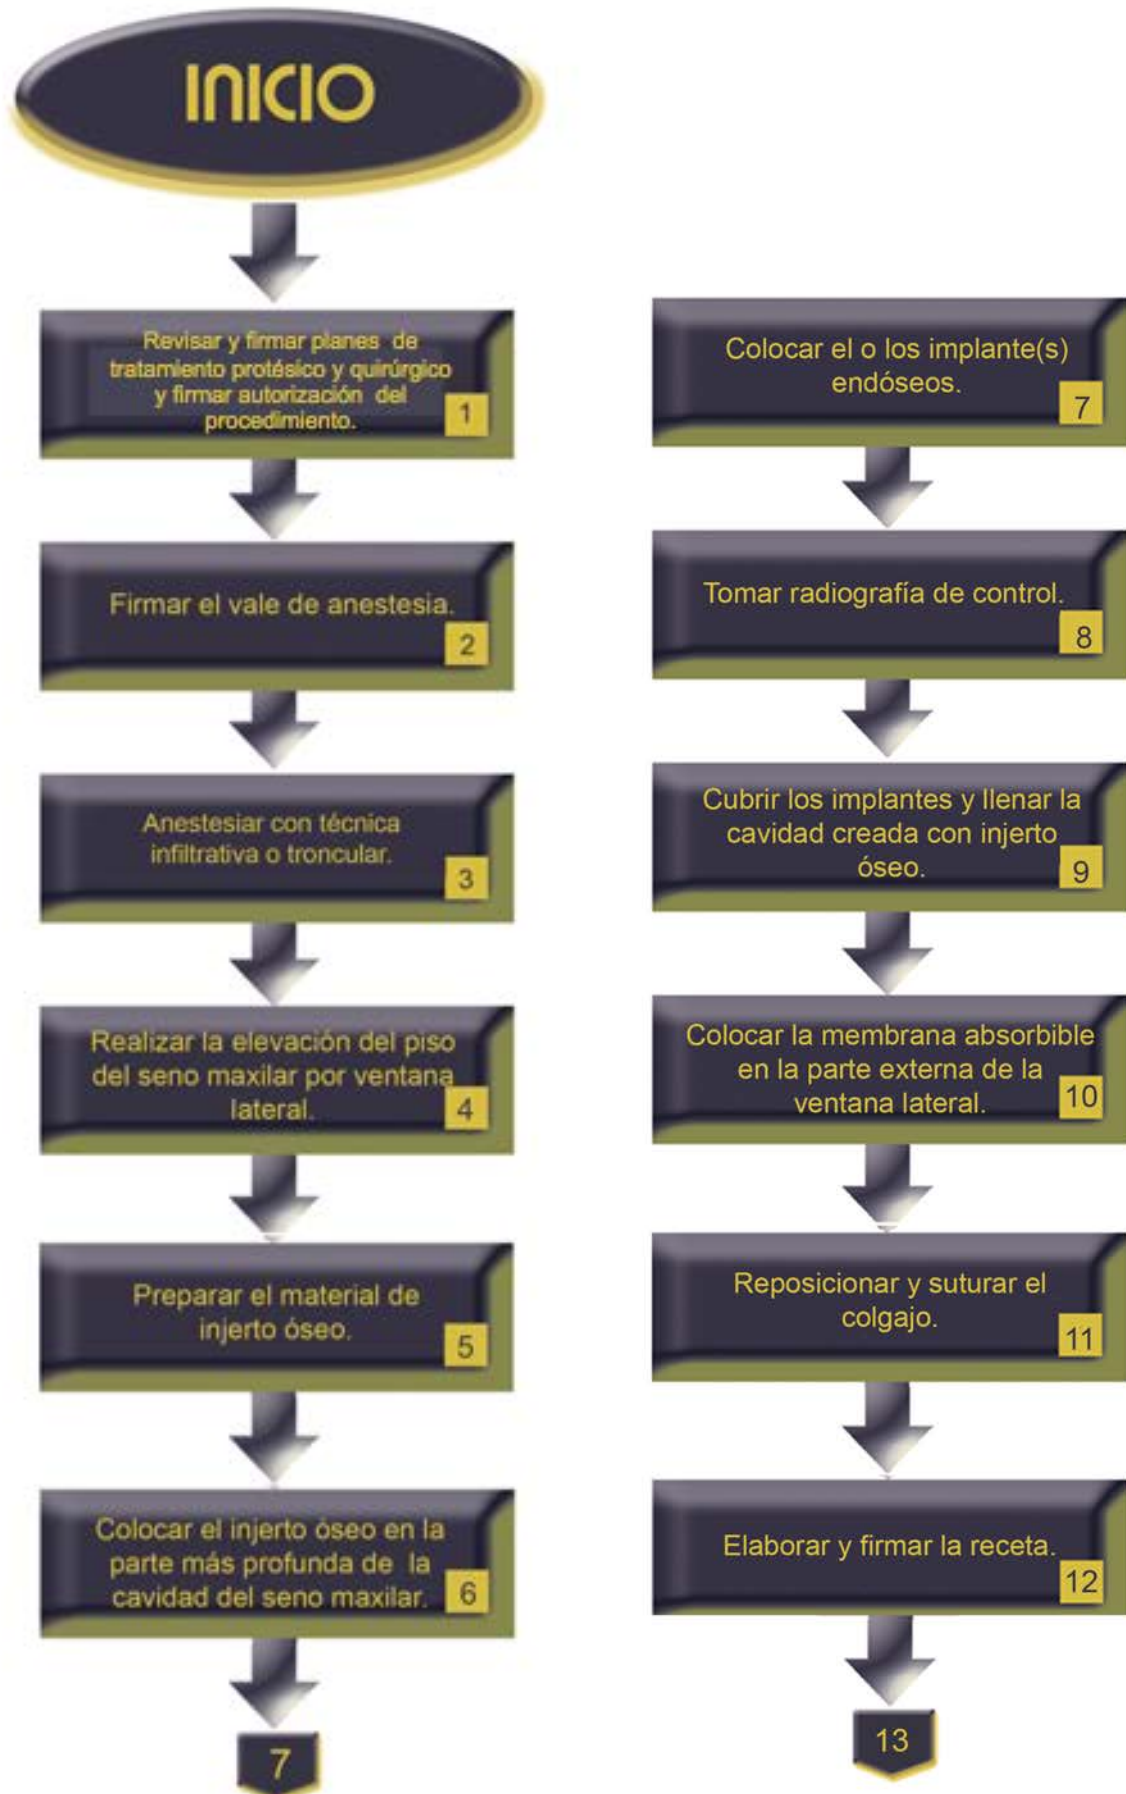 INICIO
Revisar y firmar planes de
tratamiento protésico y quirúrgico
y firmar autorización del
procedimiento.
1
Firmar el vale de anestesia.
2
Anestesiar con técnica
infiltrativa o troncular.
3
Realizar la elevación del piso
del seno maxilar por ventana
lateral.
4
Preparar el material de
injerto óseo.
5
Colocar el injerto óseo en la
parte más profunda de la
cavidad del seno maxilar.
6
7
Colocar el o los implante(s)
endóseos.
7
Tomar radiografía de control.
8
Cubrir los implantes y llenar la
cavidad creada con injerto
óseo.
9
Colocar la membrana absorbible
en la parte externa de la
ventana lateral.
10
Reposicionar y suturar el
colgajo.
11
Elaborar y firmar la receta.
12
13